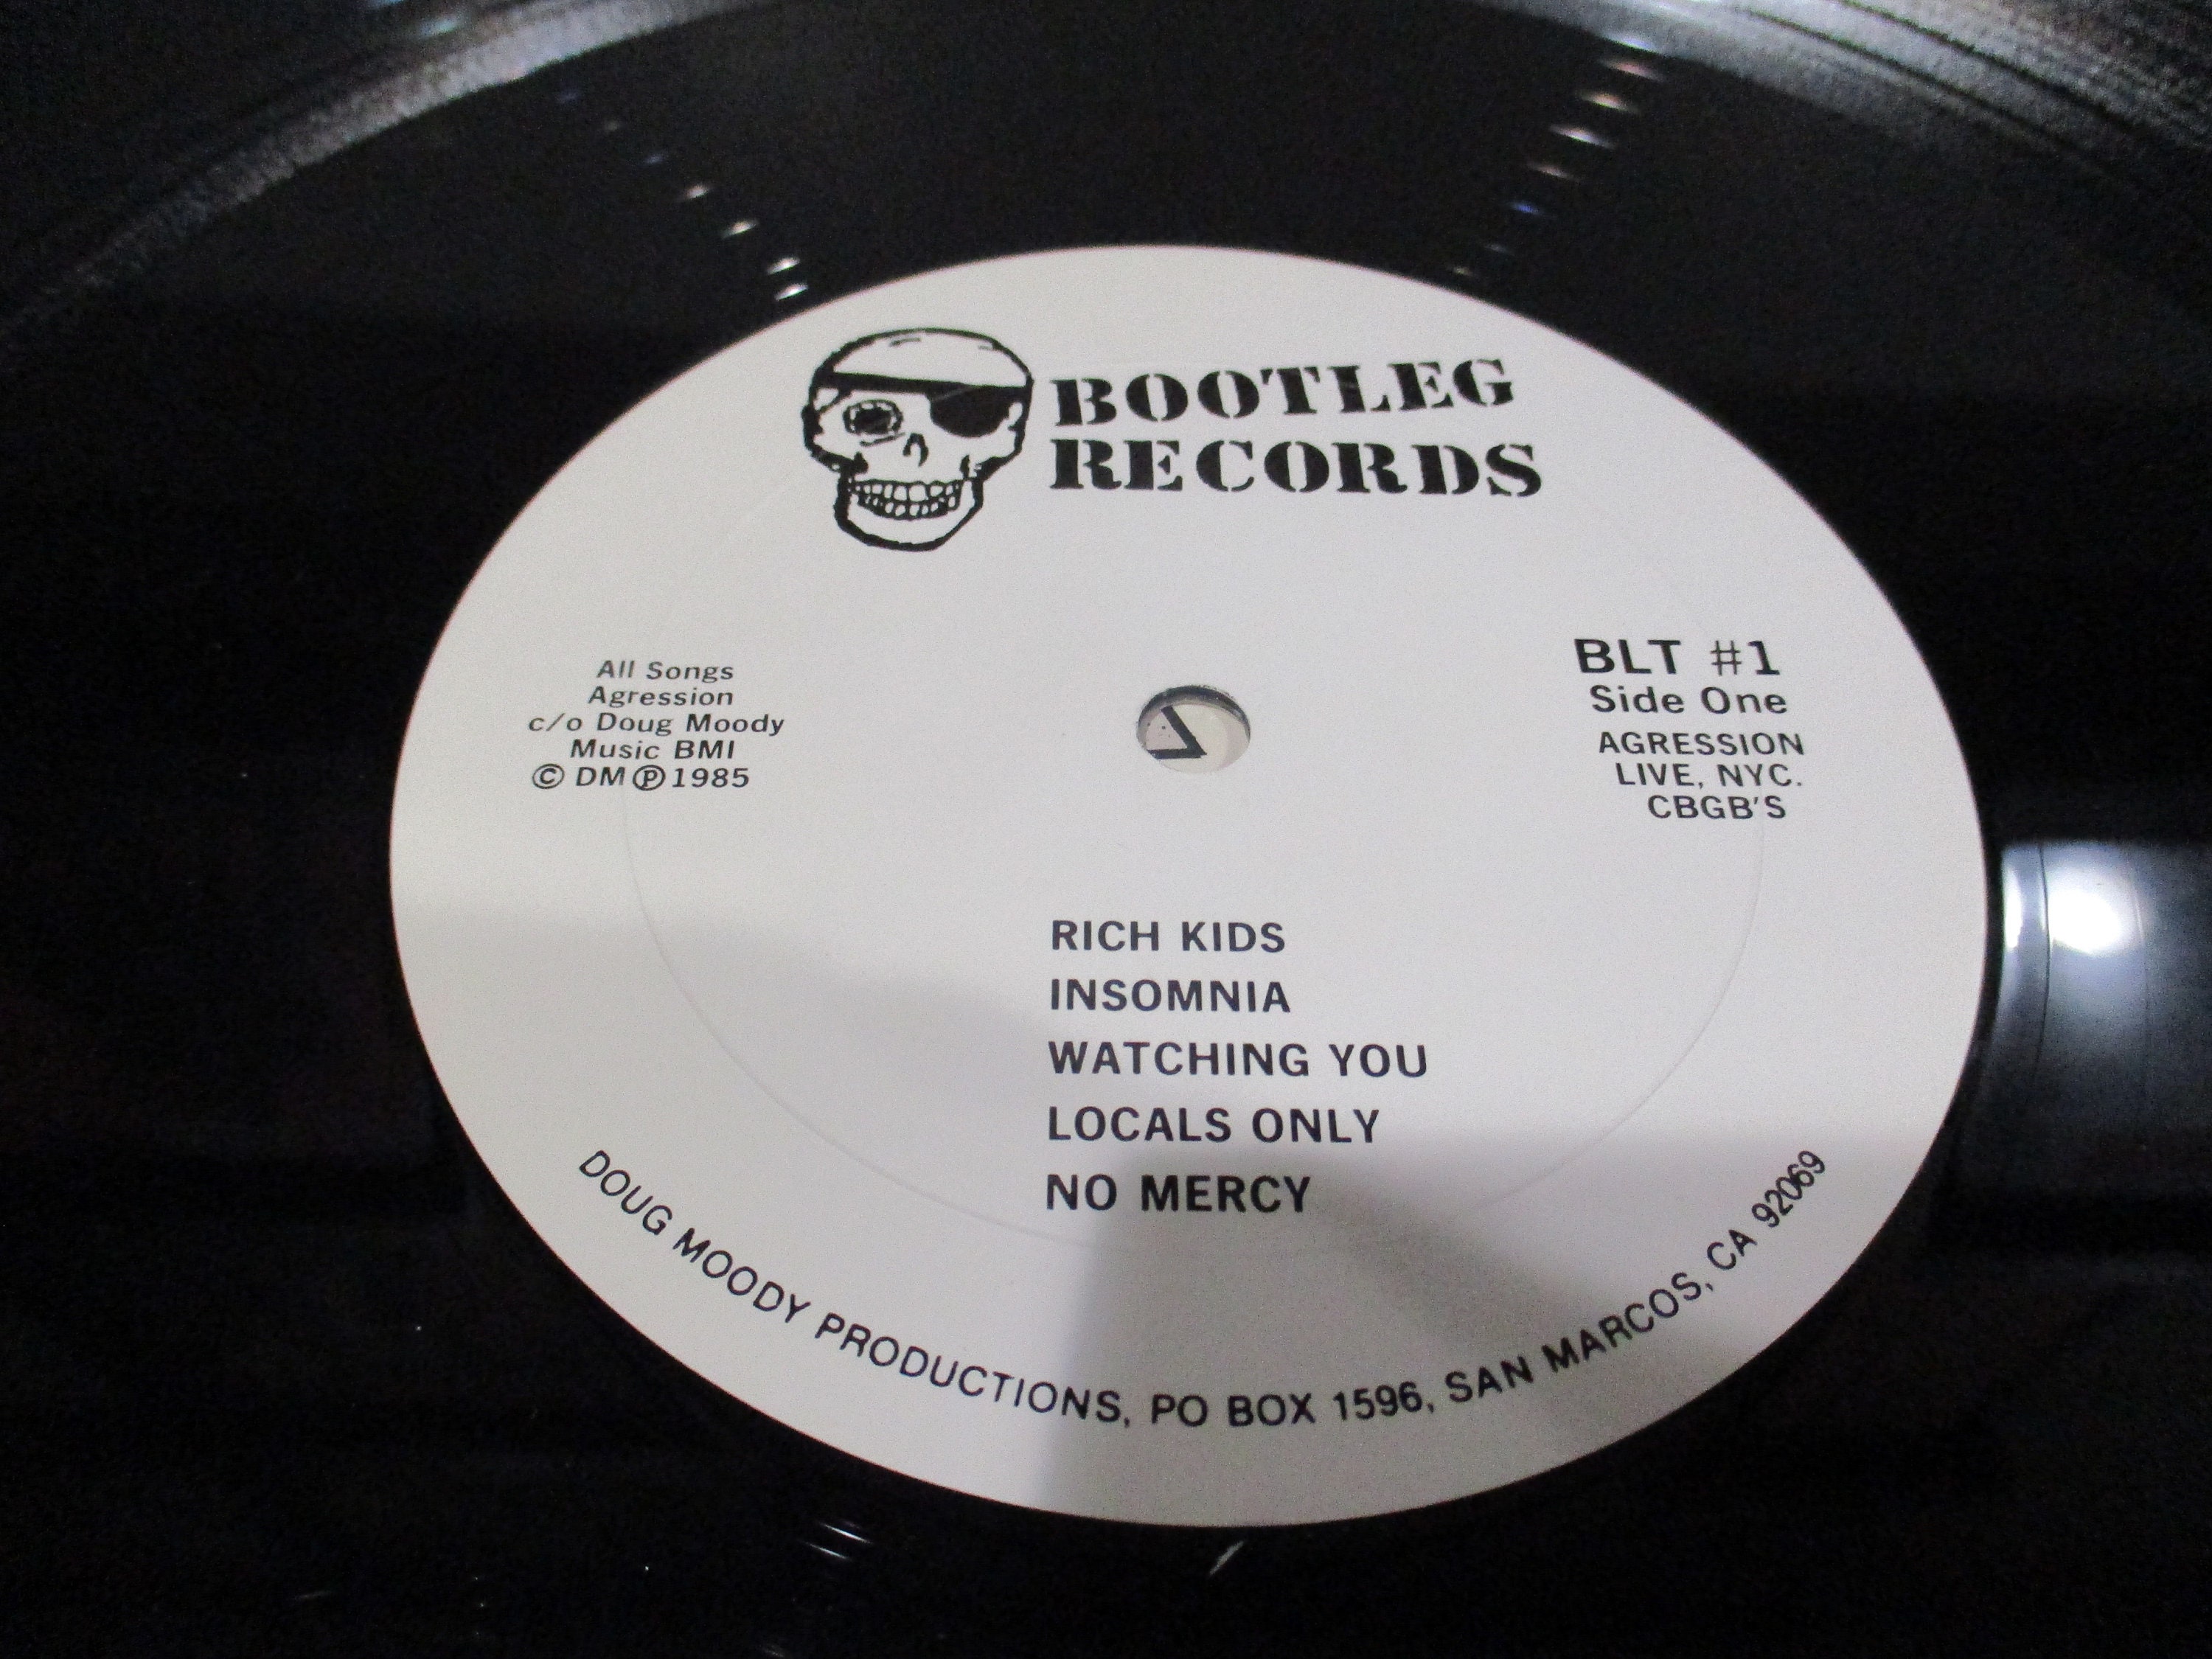 BOOTLEG
RECORDS
All Songs
Agression
c/o Doug Moody
Music BMI
© DM ℗ 1985
BLT #1
Side One
AGRESSION
LIVE, NYC.
CBGB'S
RICH KIDS
INSOMNIA
WATCHING YOU
LOCALS ONLY
NO MERCY
DOUG MOODY PRODUCTIONS, PO BOX 1596, SAN MARCOS, CA 92069